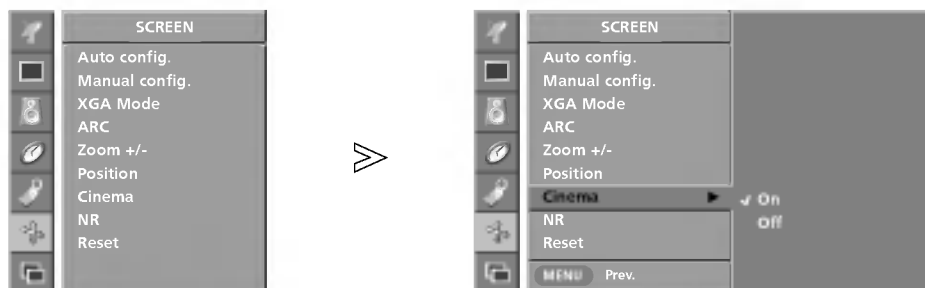 SCREEN
Auto config.
Manual config.
XGA Mode
ARC
Zoom +/-
Position
Cinema
NR
Reset
SCREEN
Auto config.
Manual config.
XGA Mode
ARC
Zoom +/-
Position
Cinema
On
Off
NR
Reset
MENU Prev.